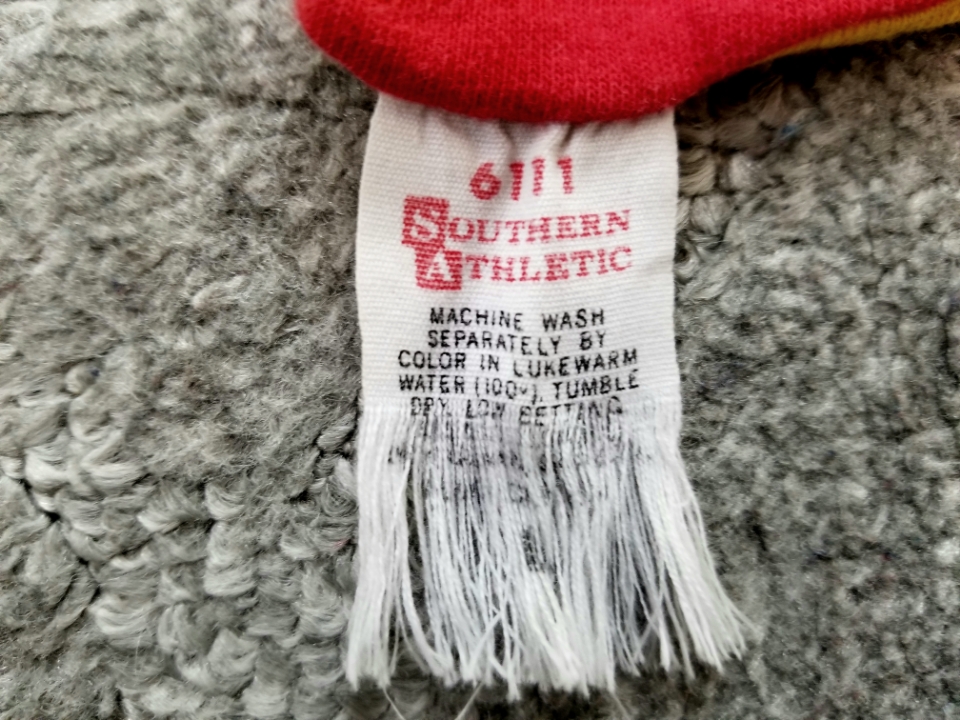 6111
SOUTHERN
ATHLETIC
MACHINE WASH
SEPARATELY BY
COLOR IN LUKEWARM
WATER (100°). TUMBLE
DRY LOW SETTING